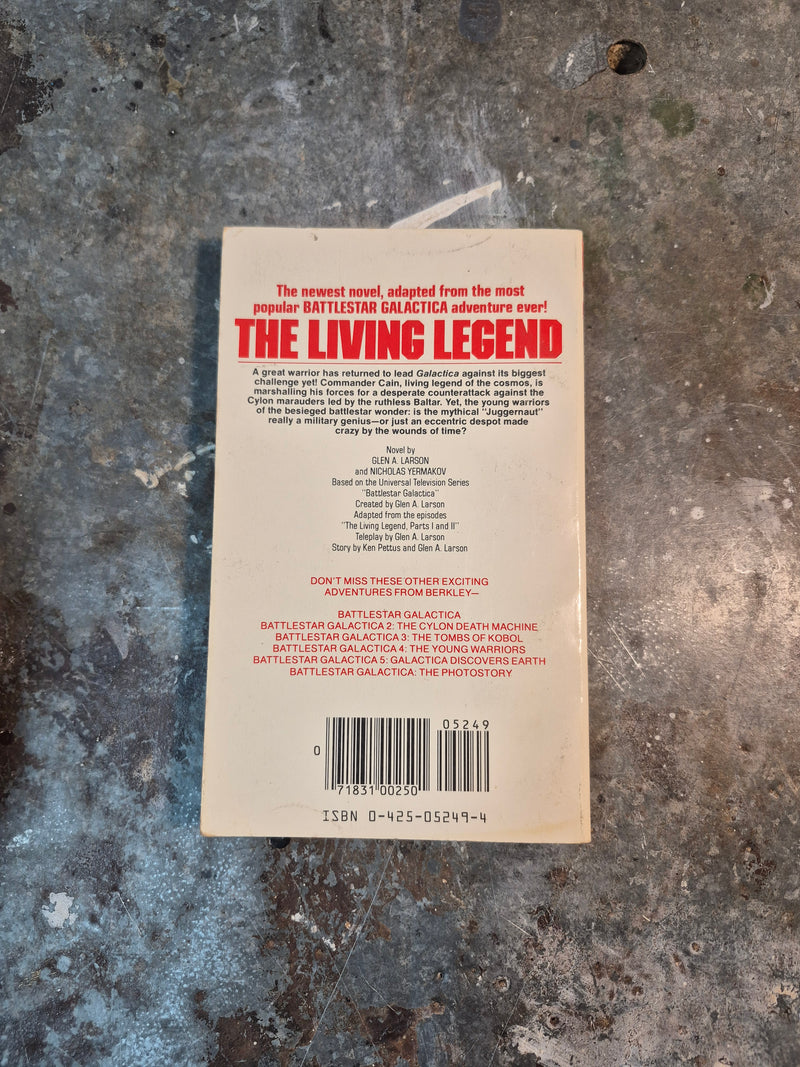 The newest novel, adapted from the most
popular BATTLESTAR GALACTICA adventure ever!
THE LIVING LEGEND
A great warrior has returned to lead Galactica against its biggest
challenge yet! Commander Cain, living legend of the cosmos, is
marshalling his forces for a desperate counterattack against the
Cylon marauders led by the ruthless Baltar. Yet, the young warriors
of the besieged battlestar wonder: is the mythical "Juggernaut"
really a military genius—or just an eccentric despot made
crazy by the wounds of time?
Novel by
GLEN A. LARSON
and NICHOLAS YERMAKOV
Based on the Universal Television Series
"Battlestar Galactica"
Created by Glen A. Larson
Adapted from the episodes
"The Living Legend, Parts I and II"
Teleplay by Glen A. Larson
Story by Ken Pettus and Glen A. Larson
DON'T MISS THESE OTHER EXCITING
ADVENTURES FROM BERKLEY—
BATTLESTAR GALACTICA
BATTLESTAR GALACTICA 2: THE CYLON DEATH MACHINE
BATTLESTAR GALACTICA 3: THE TOMBS OF KOBOL
BATTLESTAR GALACTICA 4: THE YOUNG WARRIORS
BATTLESTAR GALACTICA 5: GALACTICA DISCOVERS EARTH
BATTLESTAR GALACTICA: THE PHOTOSTORY
05249
0
71831 00250
ISBN 0-425-05249-4